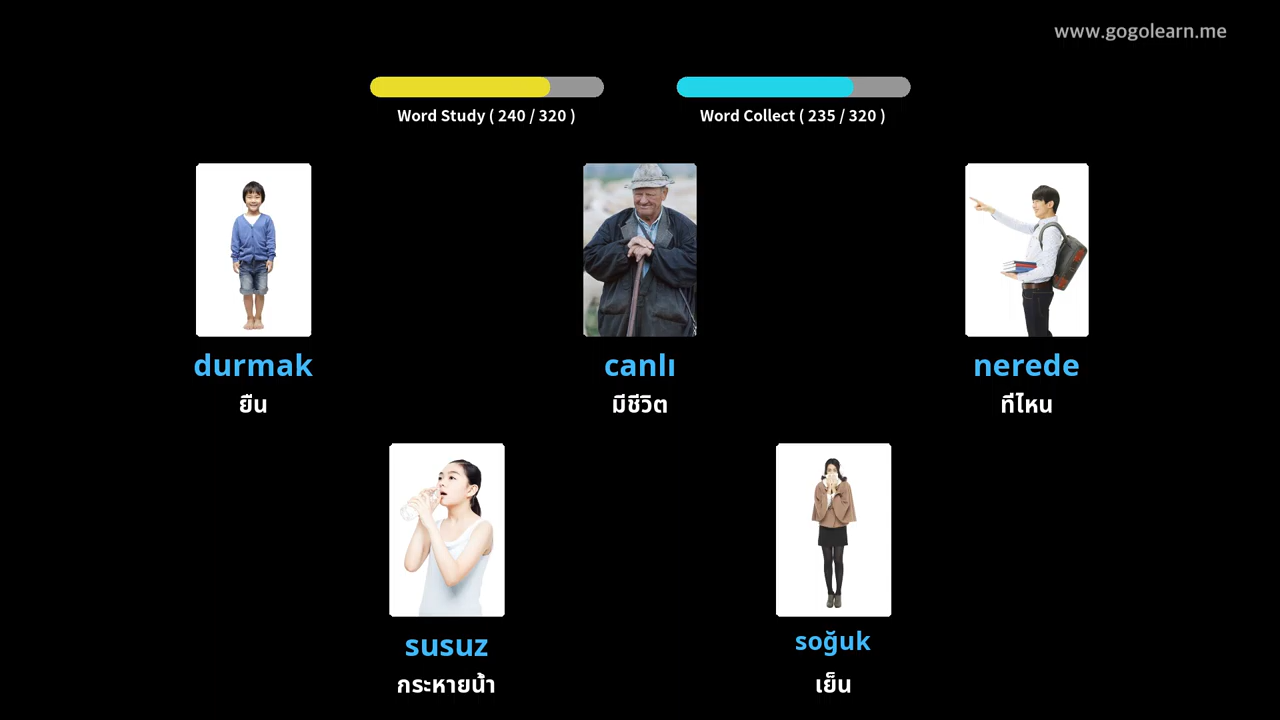 www.gogolearn.me
Word Study ( 240 / 320 )
Word Collect ( 235 / 320 )
durmak
ยืน
canlı
มีชีวิต
nerede
ที่ไหน
susuz
กระหายน้ำ
soğuk
เย็น